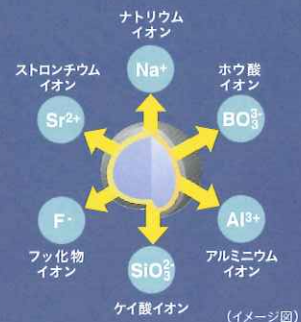 ナトリウム
イオン
Na⁺
ストロンチウム
イオン
Sr²⁺
ホウ酸
イオン
BO₃³⁻
F⁻
フッ化物
イオン
Al³⁺
アルミニウム
イオン
SiO₃²⁻
ケイ酸イオン
(イメージ図)